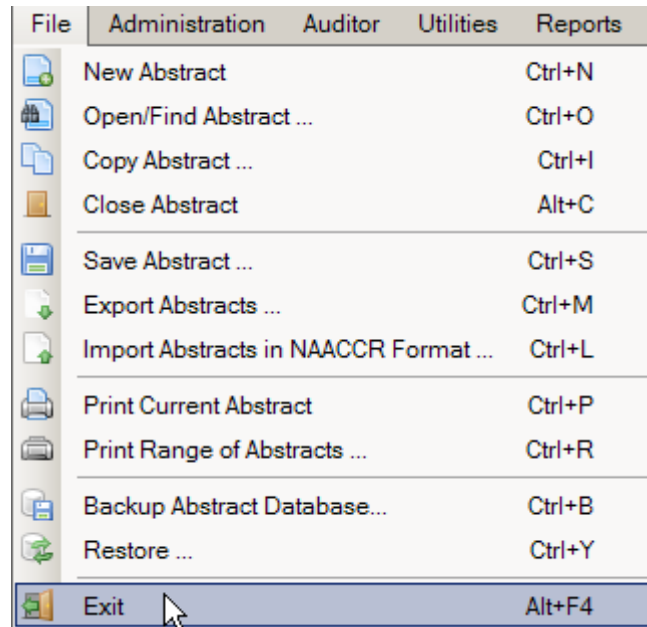 File Administration Auditor Utilities Reports
New Abstract Ctrl+N
Open/Find Abstract ... Ctrl+O
Copy Abstract ... Ctrl+I
Close Abstract Alt+C
Save Abstract ... Ctrl+S
Export Abstracts ... Ctrl+M
Import Abstracts in NAACCR Format ... Ctrl+L
Print Current Abstract Ctrl+P
Print Range of Abstracts ... Ctrl+R
Backup Abstract Database... Ctrl+B
Restore ... Ctrl+Y
Exit Alt+F4